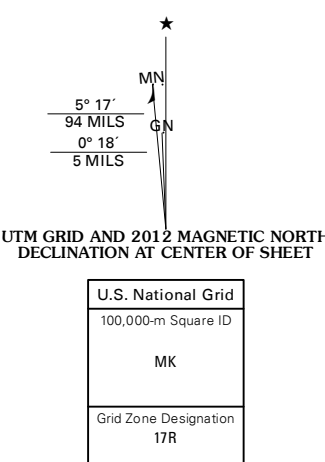 ★
MN
5° 17´
94 MILS
GN
0° 18´
5 MILS
UTM GRID AND 2012 MAGNETIC NORTH
DECLINATION AT CENTER OF SHEET
U.S. National Grid
100,000-m Square ID
MK
Grid Zone Designation
17R